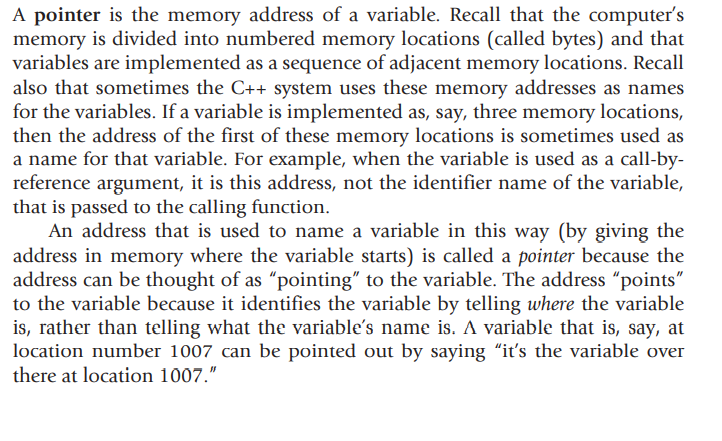 A pointer is the memory address of a variable. Recall that the computer's
memory is divided into numbered memory locations (called bytes) and that
variables are implemented as a sequence of adjacent memory locations. Recall
also that sometimes the C++ system uses these memory addresses as names
for the variables. If a variable is implemented as, say, three memory locations,
then the address of the first of these memory locations is sometimes used as
a name for that variable. For example, when the variable is used as a call-by-
reference argument, it is this address, not the identifier name of the variable,
that is passed to the calling function.
An address that is used to name a variable in this way (by giving the
address in memory where the variable starts) is called a pointer because the
address can be thought of as “pointing” to the variable. The address “points”
to the variable because it identifies the variable by telling where the variable
is, rather than telling what the variable's name is. A variable that is, say, at
location number 1007 can be pointed out by saying “it's the variable over
there at location 1007.”